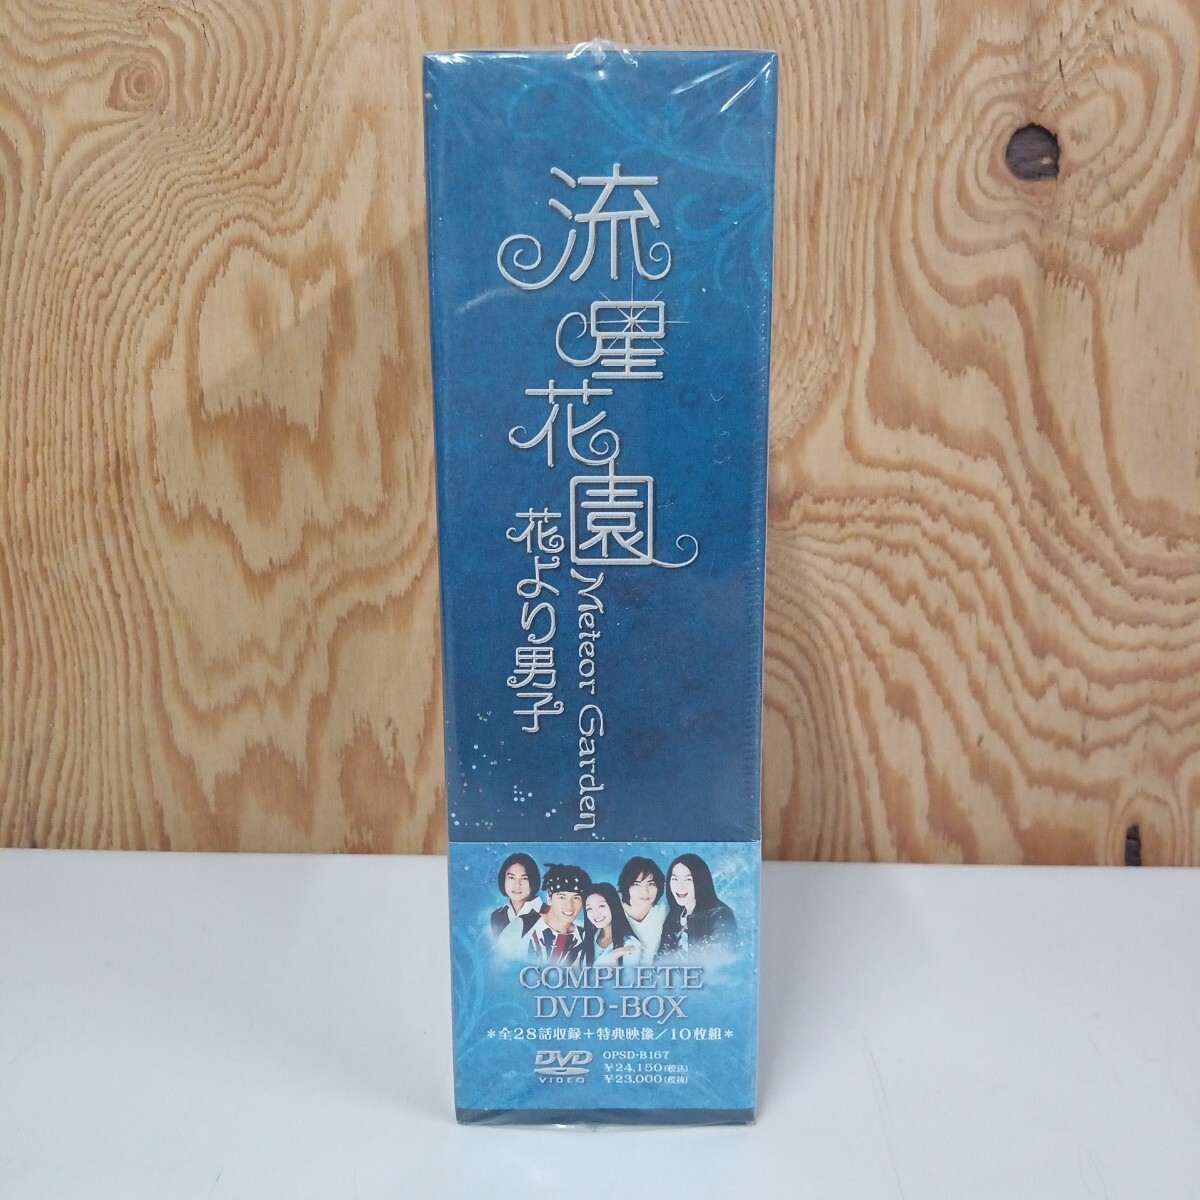 流星花園
花より男子
Meteor Garden
COMPLETE
DVD-BOX
*全28話収録+特典映像/10枚組*
DVD
VIDEO
OPSD-B167
¥24,150(税込)
¥23,000(税抜)